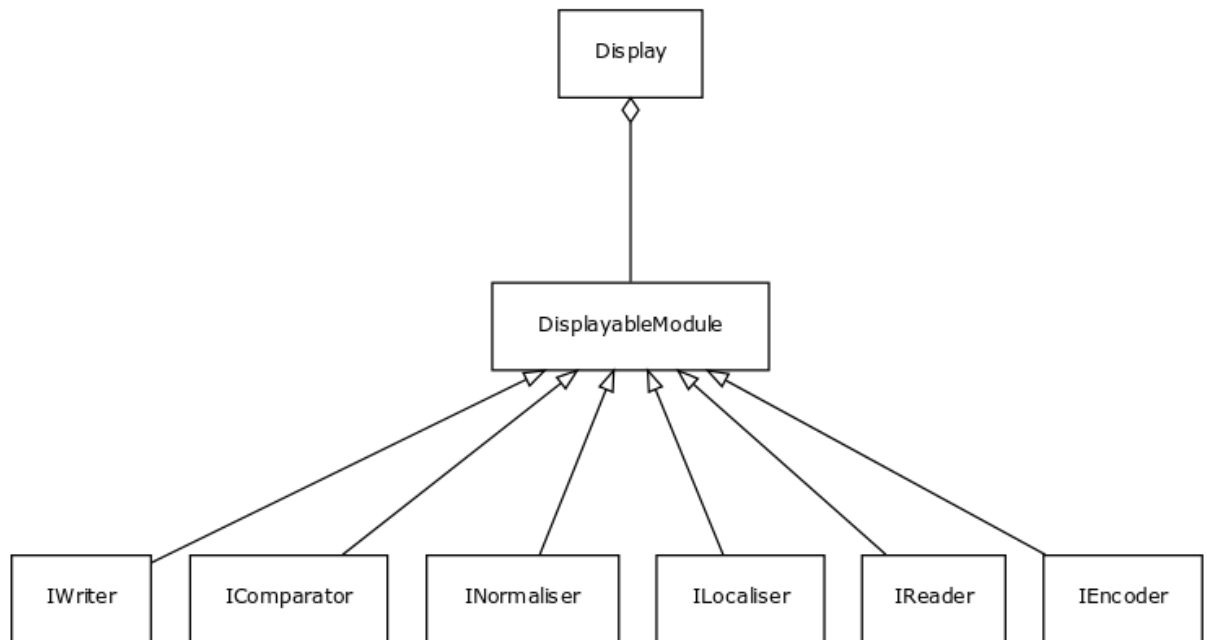 Display
DisplayableModule
IWriter
IComparator
INormaliser
ILocaliser
IReader
IEncoder